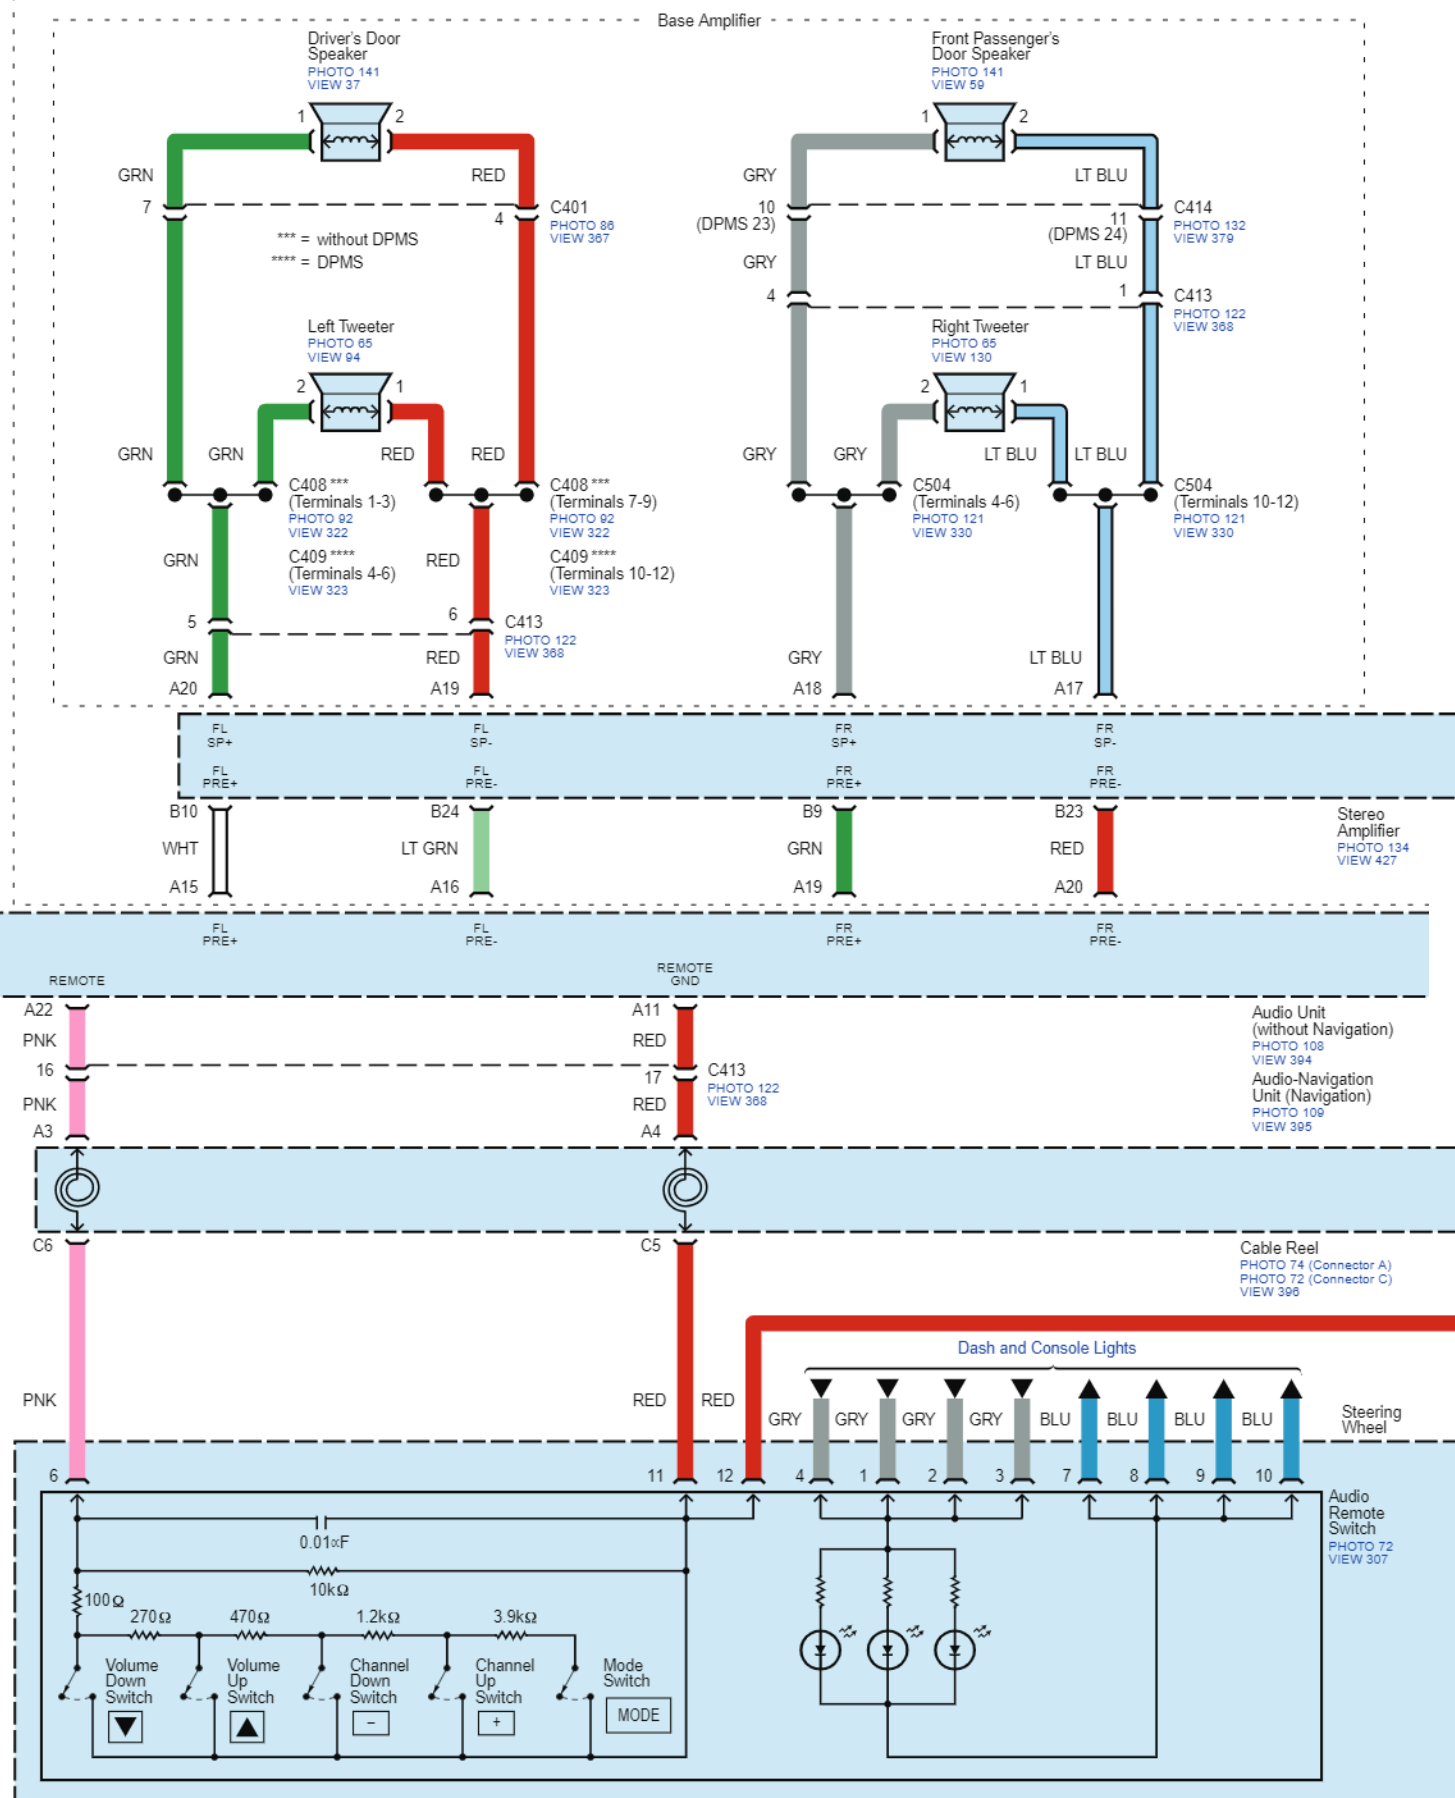 Base Amplifier
Driver's Door
Speaker
PHOTO 141
VIEW 37
Front Passenger's
Door Speaker
PHOTO 141
VIEW 59
1
2
1
2
GRN
RED
GRY
LT BLU
7
4
C401
PHOTO 86
VIEW 367
10
(DPMS 23)
11
(DPMS 24)
C414
PHOTO 132
VIEW 379
*** = without DPMS
**** = DPMS
GRY
LT BLU
4
1
C413
PHOTO 122
VIEW 368
Left Tweeter
PHOTO 65
VIEW 94
Right Tweeter
PHOTO 65
VIEW 130
2
1
2
1
GRN
GRN
RED
RED
GRY
GRY
LT BLU
LT BLU
C408 ***
(Terminals 1-3)
PHOTO 92
VIEW 322
C409 ****
(Terminals 4-6)
VIEW 323
C408 ***
(Terminals 7-9)
PHOTO 92
VIEW 322
C409 ****
(Terminals 10-12)
VIEW 323
C504
(Terminals 4-6)
PHOTO 121
VIEW 330
C504
(Terminals 10-12)
PHOTO 121
VIEW 330
GRN
RED
5
6
C413
PHOTO 122
VIEW 368
GRN
RED
GRY
LT BLU
A20
A19
A18
A17
FL
SP+
FL
SP-
FR
SP+
FR
SP-
FL
PRE+
FL
PRE-
FR
PRE+
FR
PRE-
B10
B24
B9
B23
Stereo
Amplifier
PHOTO 134
VIEW 427
WHT
LT GRN
GRN
RED
A15
A16
A19
A20
FL
PRE+
FL
PRE-
FR
PRE+
FR
PRE-
REMOTE
REMOTE
GND
A22
A11
Audio Unit
(without Navigation)
PHOTO 108
VIEW 394
Audio-Navigation
Unit (Navigation)
PHOTO 109
VIEW 395
PNK
RED
16
17
C413
PHOTO 122
VIEW 368
PNK
RED
A3
A4
C6
C5
Cable Reel
PHOTO 74 (Connector A)
PHOTO 72 (Connector C)
VIEW 396
Dash and Console Lights
PNK
RED
RED
GRY
GRY
GRY
GRY
BLU
BLU
BLU
BLU
Steering
Wheel
6
11
12
4
1
2
3
7
8
9
10
Audio
Remote
Switch
PHOTO 72
VIEW 307
0.01∝F
10kΩ
100Ω
270Ω
470Ω
1.2kΩ
3.9kΩ
Volume
Down
Switch
Volume
Up
Switch
Channel
Down
Switch
−
Channel
Up
Switch
+
Mode
Switch
MODE